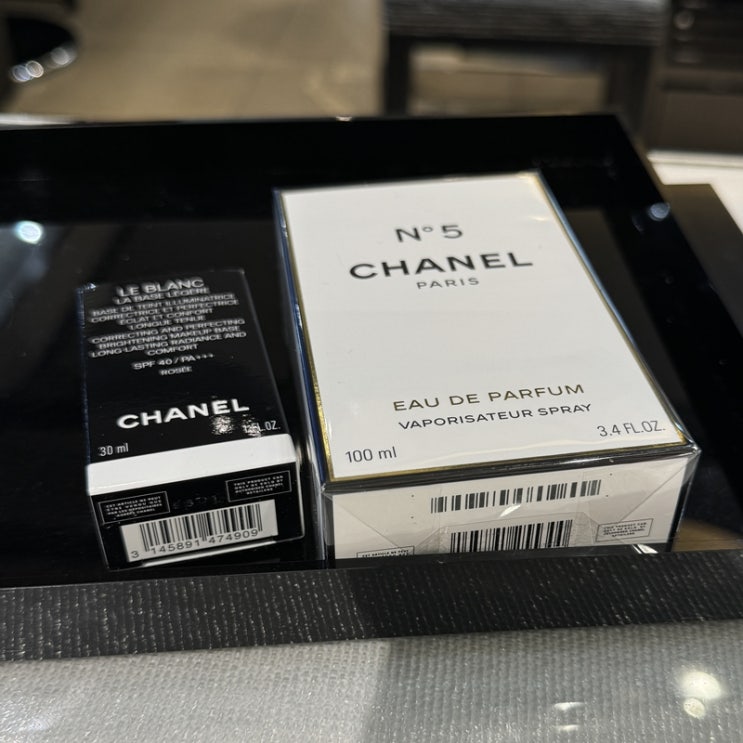 LE BLANC
LA BASE LÉGÈRE
BASE DE TEINT ILLUMINATRICE
CORRECTRICE ET PERFECTRICE
ÉCLAT ET CONFORT
LONGUE TENUE
CORRECTING AND PERFECTING
BRIGHTENING MAKEUP BASE
LONG-LASTING RADIANCE AND
COMFORT
SPF 40 / PA+++
ROSÉE
CHANEL
30 ml
FL.OZ.
3 145891 474909
N°5
CHANEL
PARIS
EAU DE PARFUM
VAPORISATEUR SPRAY
100 ml
3.4 FL.OZ.